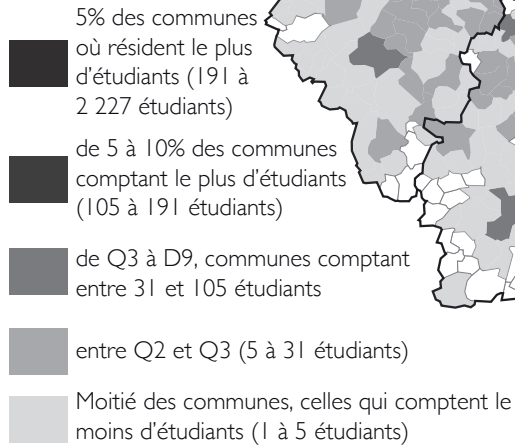 5% des communes
où résident le plus
d’étudiants (191 à
2 227 étudiants)
de 5 à 10% des communes
comptant le plus d’étudiants
(105 à 191 étudiants)
de Q3 à D9, communes comptant
entre 31 et 105 étudiants
entre Q2 et Q3 (5 à 31 étudiants)
Moitié des communes, celles qui comptent le
moins d’étudiants (1 à 5 étudiants)